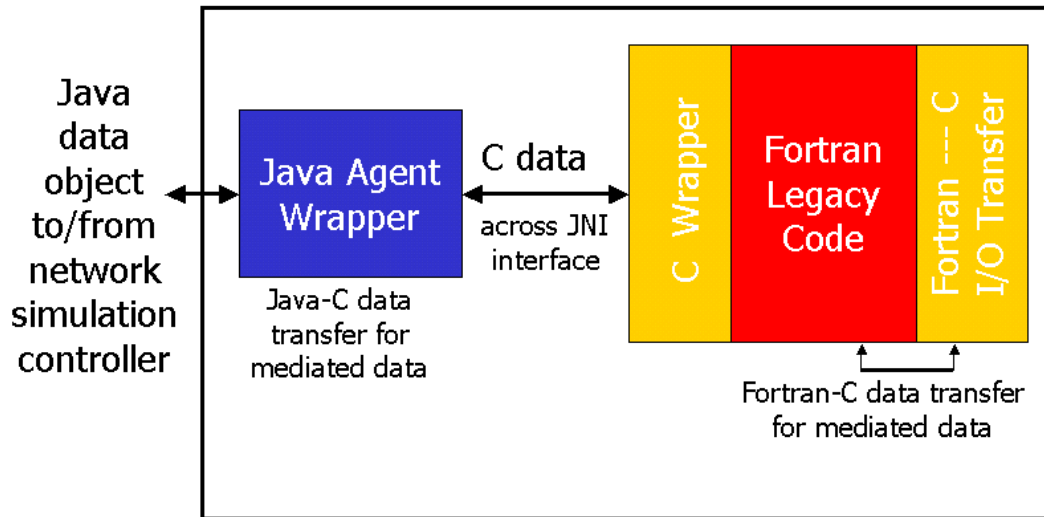 Java
data
object
to/from
network
simulation
controller
Java Agent
Wrapper
Java-C data
transfer for
mediated data
C data
across JNI
interface
C Wrapper
Fortran
Legacy
Code
Fortran --- C
I/O Transfer
Fortran-C data transfer
for mediated data